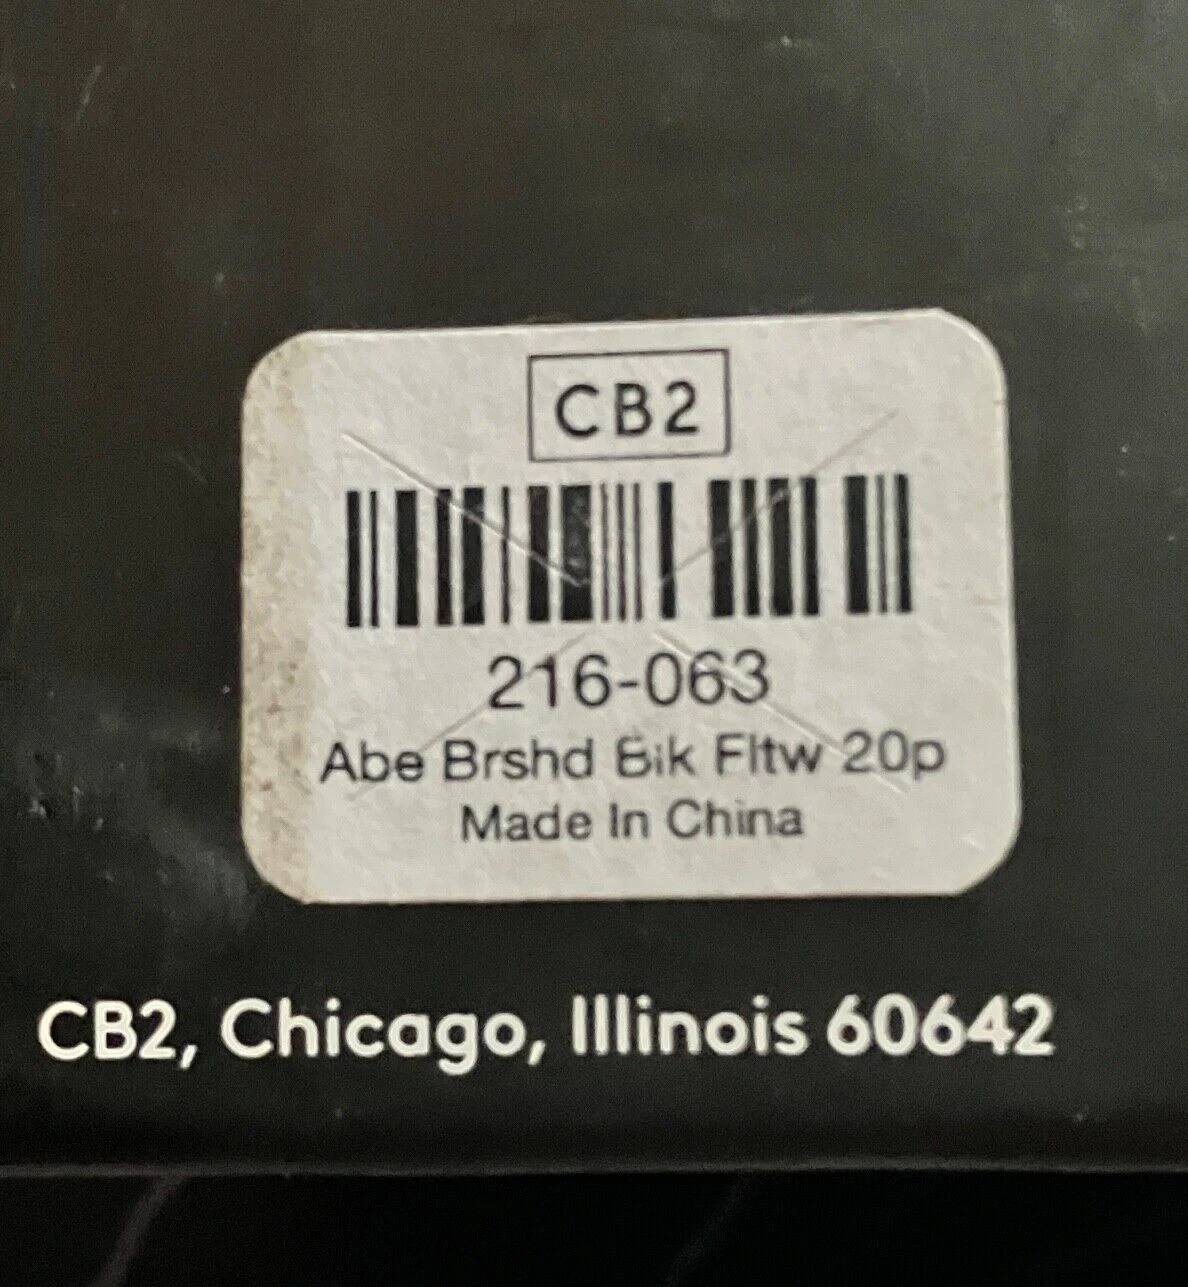 CB2
216-063
Abe Brshd Blk Fltw 20p
Made In China
CB2, Chicago, Illinois 60642